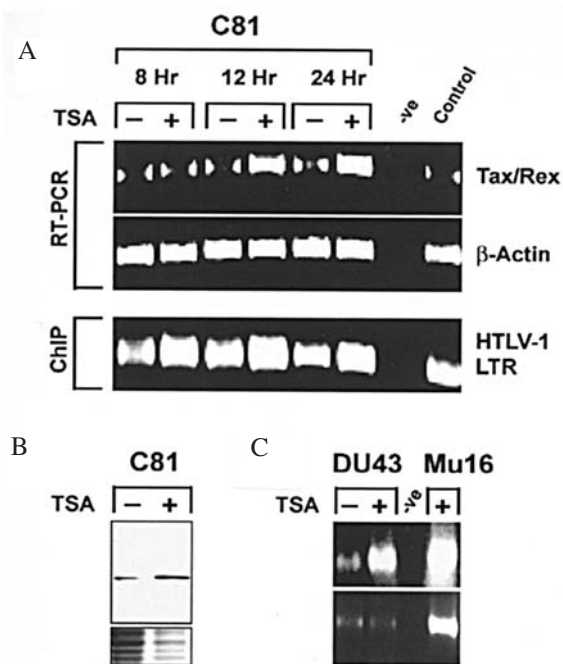 A
C81
8 Hr 12 Hr 24 Hr -ve Control
TSA – + – + – +
RT-PCR
Tax/Rex
β-Actin
ChIP
HTLV-1
LTR
B
C81
TSA – +
C
DU43 Mu16
TSA – + -ve +